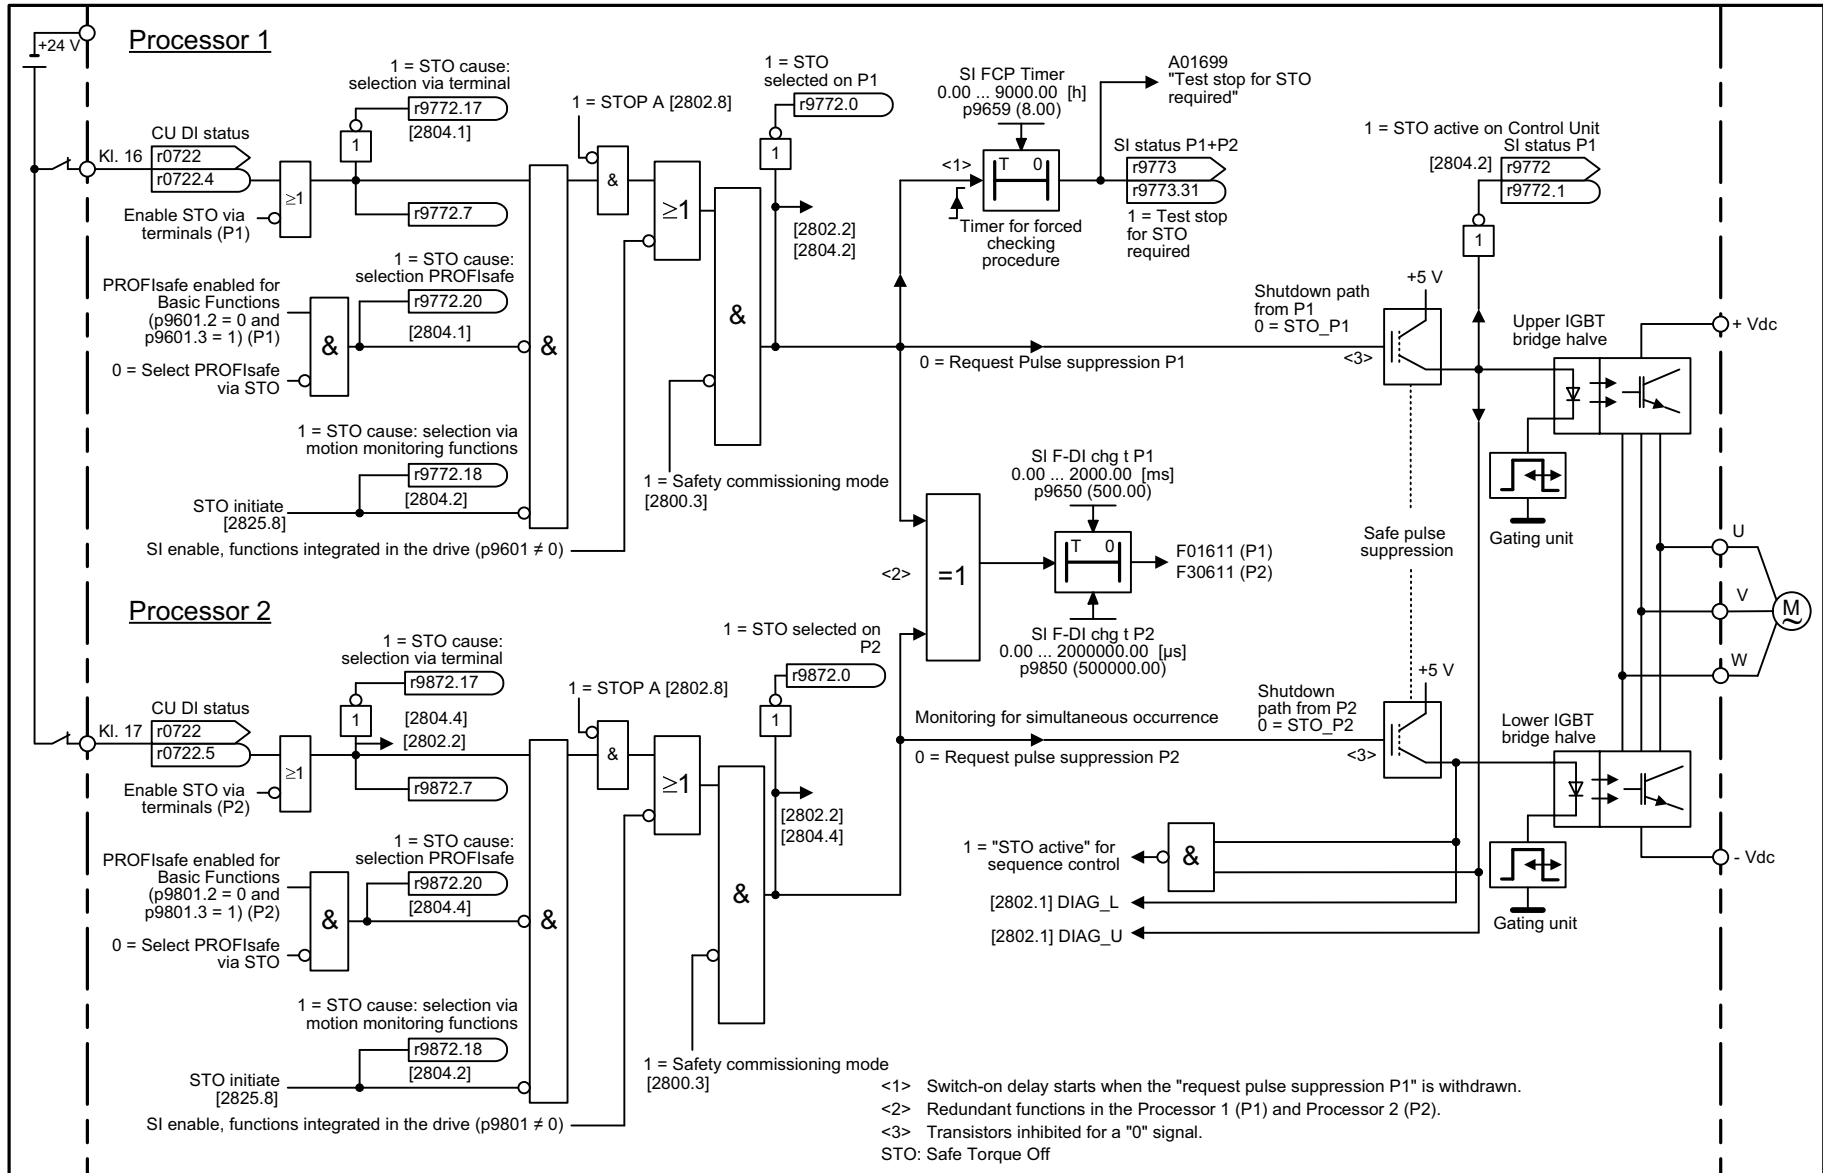 +24 V
Processor 1
1 = STO cause:
selection via terminal
r9772.17
[2804.1]
1
CU DI status
Kl. 16
r0722
r0722.4
≥1
Enable STO via
terminals (P1)
r9772.7
1 = STO cause:
selection PROFIsafe
r9772.20
[2804.1]
PROFIsafe enabled for
Basic Functions
(p9601.2 = 0 and
p9601.3 = 1) (P1)
&
0 = Select PROFIsafe
via STO
1 = STO cause: selection via
motion monitoring functions
r9772.18
[2804.2]
STO initiate
[2825.8]
SI enable, functions integrated in the drive (p9601 ≠ 0)
&
1 = STOP A [2802.8]
&
≥1
&
1 = STO
selected on P1
r9772.0
1
[2802.2]
[2804.2]
1 = Safety commissioning mode
[2800.3]
SI FCP Timer
0.00 ... 9000.00 [h]
p9659 (8.00)
<1>
T 0
Timer for forced
checking
procedure
A01699
"Test stop for STO
required"
SI status P1+P2
r9773
r9773.31
1 = Test stop
for STO
required
0 = Request Pulse suppression P1
1 = STO active on Control Unit
SI status P1
[2804.2]
r9772
r9772.1
1
+5 V
Shutdown path
from P1
0 = STO_P1
<3>
Upper IGBT
bridge halve
+ Vdc
Gating unit
Safe pulse
suppression
SI F-DI chg t P1
0.00 ... 2000.00 [ms]
p9650 (500.00)
<2>
=1
T 0
F01611 (P1)
F30611 (P2)
SI F-DI chg t P2
0.00 ... 2000000.00 [µs]
p9850 (500000.00)
U
V
W
M
~
Processor 2
1 = STO cause:
selection via terminal
r9872.17
1
[2804.4]
[2802.2]
CU DI status
Kl. 17
r0722
r0722.5
≥1
Enable STO via
terminals (P2)
r9872.7
1 = STO cause:
selection PROFIsafe
r9872.20
[2804.4]
PROFIsafe enabled for
Basic Functions
(p9801.2 = 0 and
p9801.3 = 1) (P2)
&
0 = Select PROFIsafe
via STO
1 = STO cause: selection via
motion monitoring functions
r9872.18
[2804.2]
STO initiate
[2825.8]
SI enable, functions integrated in the drive (p9801 ≠ 0)
&
1 = STOP A [2802.8]
&
≥1
&
1 = STO selected on
P2
r9872.0
1
[2802.2]
[2804.4]
1 = Safety commissioning mode
[2800.3]
Monitoring for simultaneous occurrence
0 = Request pulse suppression P2
+5 V
Shutdown
path from P2
0 = STO_P2
<3>
Lower IGBT
bridge halve
- Vdc
Gating unit
1 = "STO active" for
sequence control
&
[2802.1] DIAG_L
[2802.1] DIAG_U
<1> Switch-on delay starts when the "request pulse suppression P1" is withdrawn.
<2> Redundant functions in the Processor 1 (P1) and Processor 2 (P2).
<3> Transistors inhibited for a "0" signal.
STO: Safe Torque Off